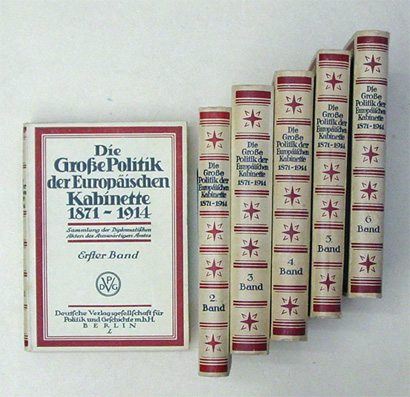 Die
Große Politik
der Europäischen
Kabinette
1871-1914
Sammlung der Diplomatischen
Akten des Auswärtigen Amtes
Erster Band
DVPG
Deutsche Verlagsgesellschaft für
Politik und Geschichte m.b.H.
BERLIN
Die
Große
Politik der
Europäischen
Kabinette
1871-1914
2.
Band
Die
Große
Politik der
Europäischen
Kabinette
1871-1914
3.
Band
Die
Große
Politik der
Europäischen
Kabinette
1871-1914
4.
Band
Die
Große
Politik der
Europäischen
Kabinette
1871-1914
5.
Band
Die
Große
Politik der
Europäischen
Kabinette
1871-1914
6.
Band